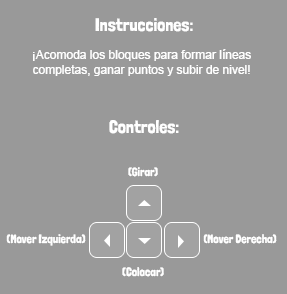 Instrucciones:
¡Acomoda los bloques para formar líneas
completas, ganar puntos y subir de nivel!
Controles:
(Girar)
(Mover Izquierda) (Mover Derecha)
(Colocar)